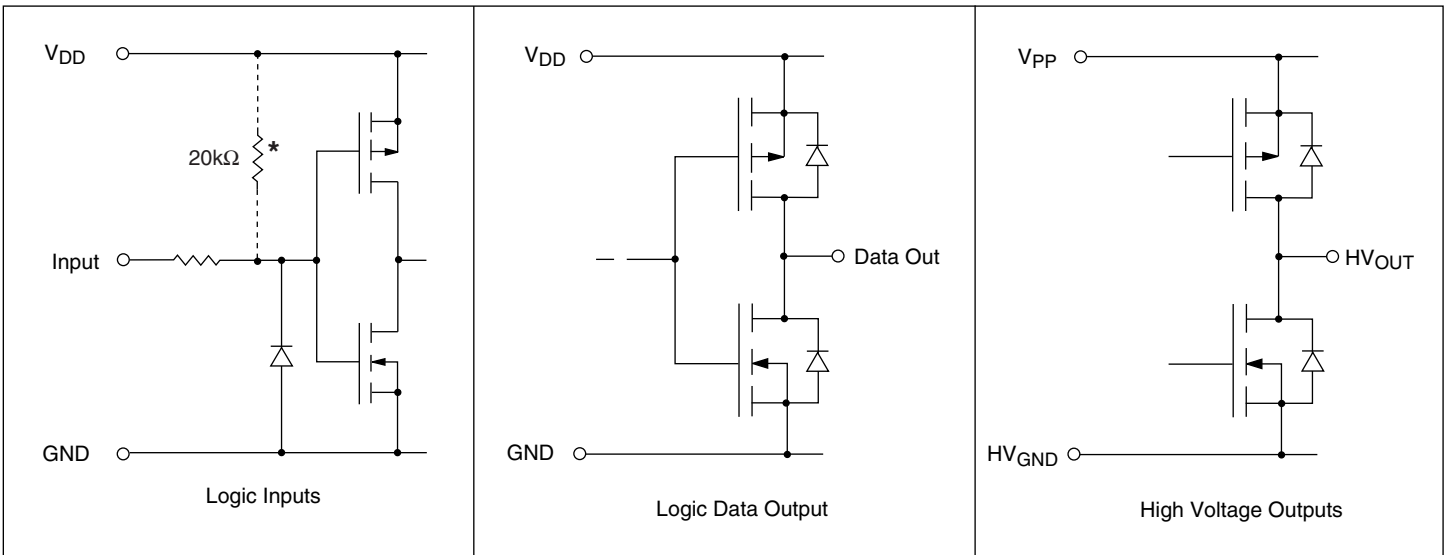 V_DD
20kΩ
*
Input
GND
Logic Inputs
V_DD
Data Out
GND
Logic Data Output
V_PP
HV_OUT
HV_GND
High Voltage Outputs